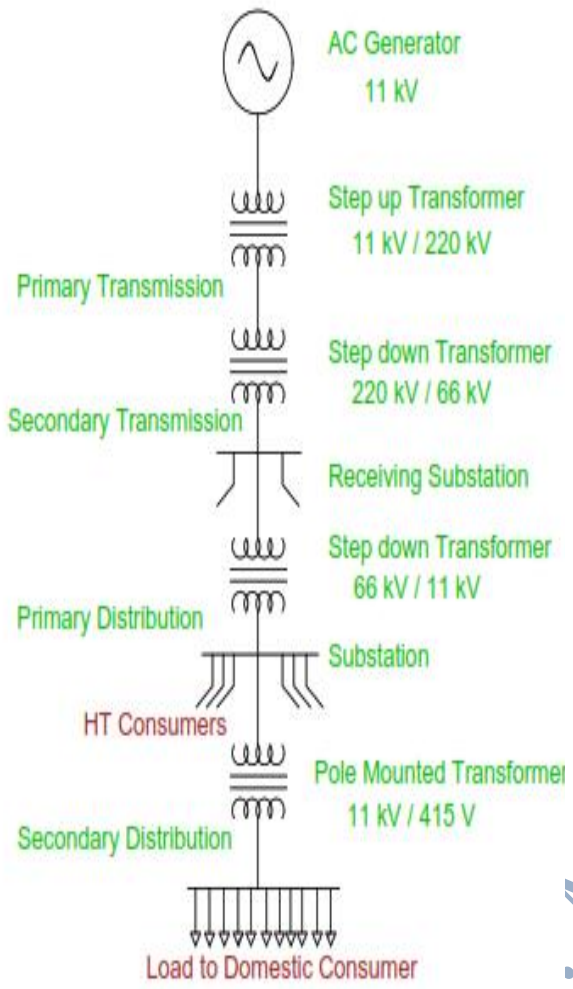 AC Generator
11 kV
Step up Transformer
11 kV / 220 kV
Primary Transmission
Step down Transformer
220 kV / 66 kV
Secondary Transmission
Receiving Substation
Step down Transformer
66 kV / 11 kV
Primary Distribution
Substation
HT Consumers
Pole Mounted Transformer
11 kV / 415 V
Secondary Distribution
Load to Domestic Consumer